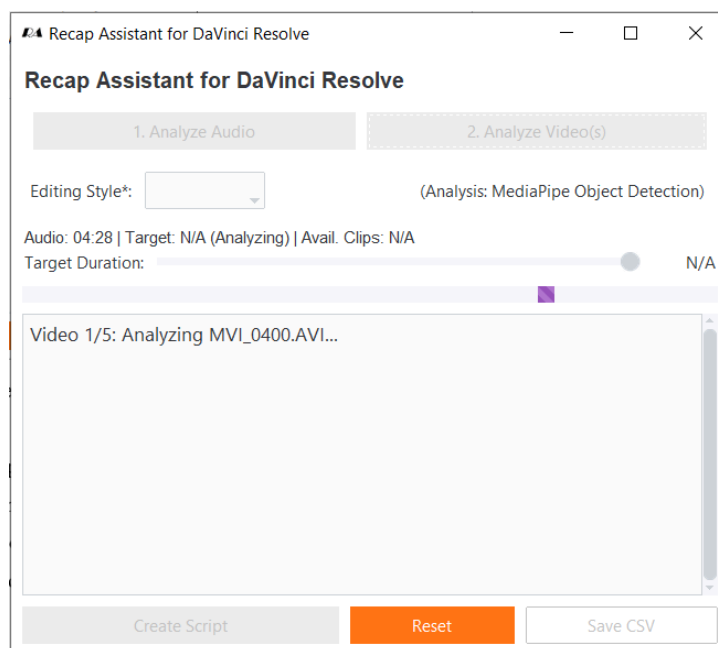 RA Recap Assistant for DaVinci Resolve
Recap Assistant for DaVinci Resolve
1. Analyze Audio 2. Analyze Video(s)
Editing Style*: (Analysis: MediaPipe Object Detection)
Audio: 04:28 | Target: N/A (Analyzing) | Avail. Clips: N/A
Target Duration: N/A
Video 1/5: Analyzing MVI_0400.AVI...
Create Script Reset Save CSV